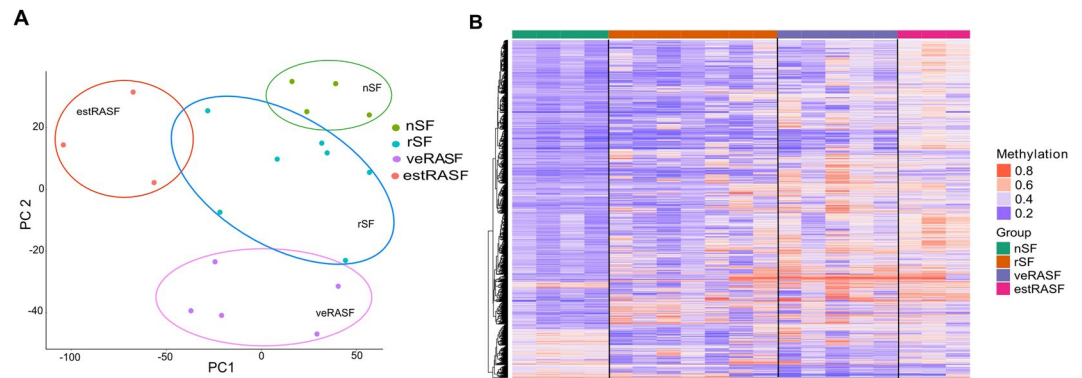 A
B
nSF
estRASF
20
nSF
rSF
veRASF
estRASF
0
PC 2
rSF
-20
-40
veRASF
-100
-50
0
50
PC1
Methylation
0.8
0.6
0.4
0.2
Group
nSF
rSF
veRASF
estRASF